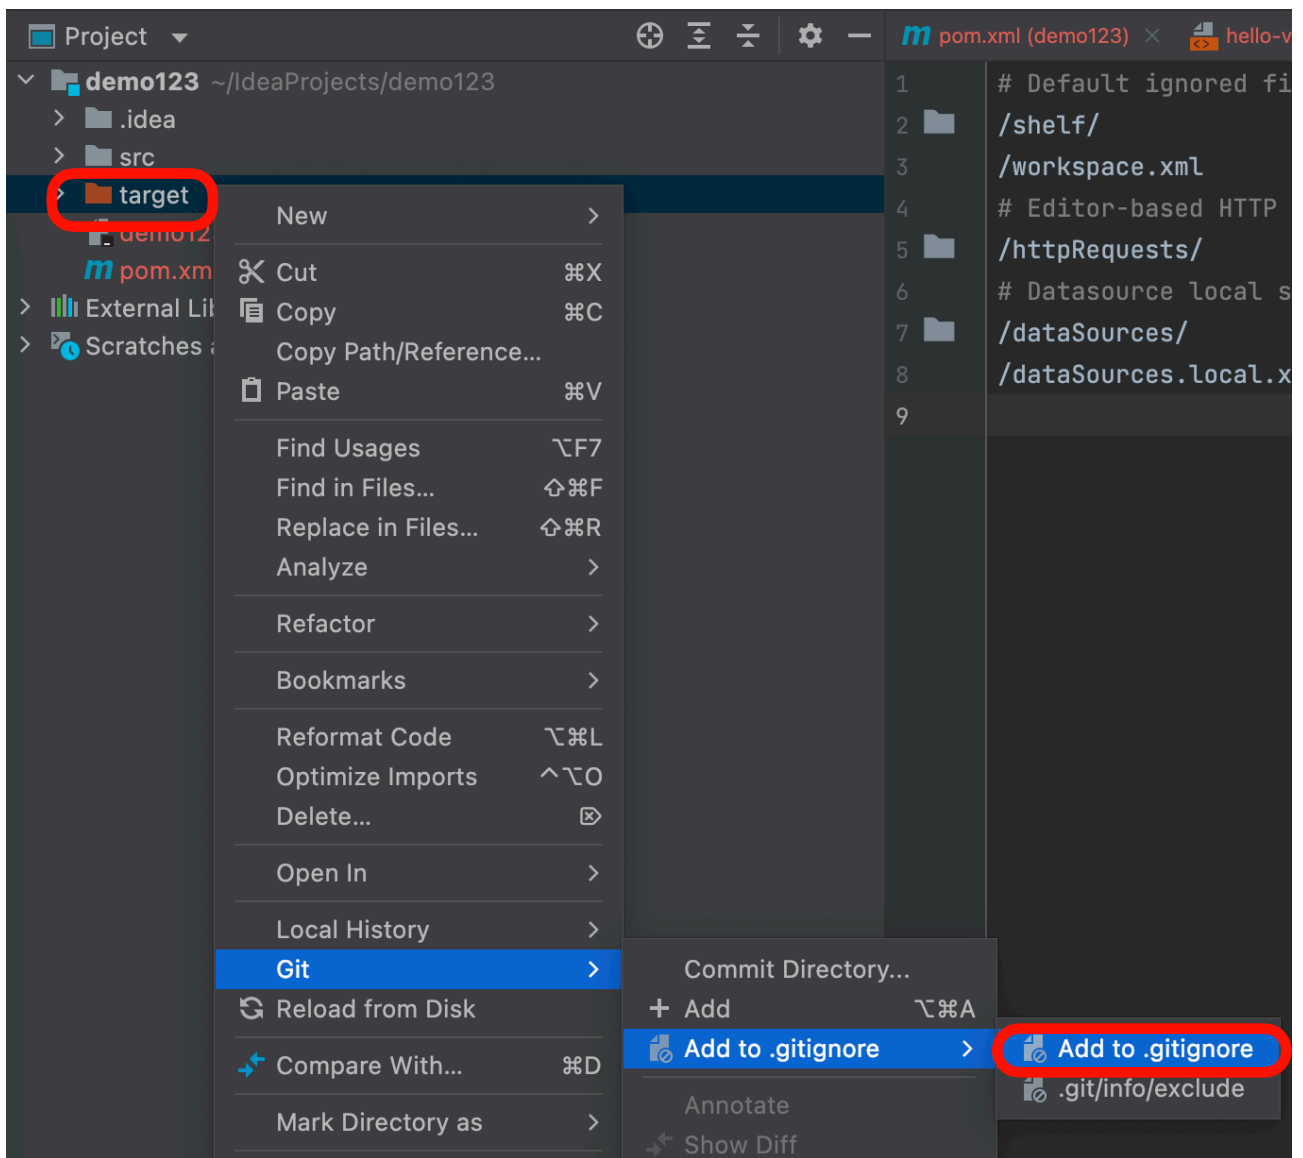 Project
demo123 ~/IdeaProjects/demo123
.idea
src
target
pom.xm
External Lib
Scratches
New
Cut ⌘X
Copy ⌘C
Copy Path/Reference...
Paste ⌘V
Find Usages ⌥F7
Find in Files... ⇧⌘F
Replace in Files... ⇧⌘R
Analyze
Refactor
Bookmarks
Reformat Code ⌥⌘L
Optimize Imports ^⌥O
Delete... ⌦
Open In
Local History
Git
Reload from Disk
Compare With... ⌘D
Mark Directory as
Commit Directory...
+ Add ⌥⌘A
Add to .gitignore
Annotate
Show Diff
Add to .gitignore
.git/info/exclude
pom.xml (demo123) × hello-v
1 # Default ignored fi
2 /shelf/
3 /workspace.xml
4 # Editor-based HTTP
5 /httpRequests/
6 # Datasource local s
7 /dataSources/
8 /dataSources.local.x
9